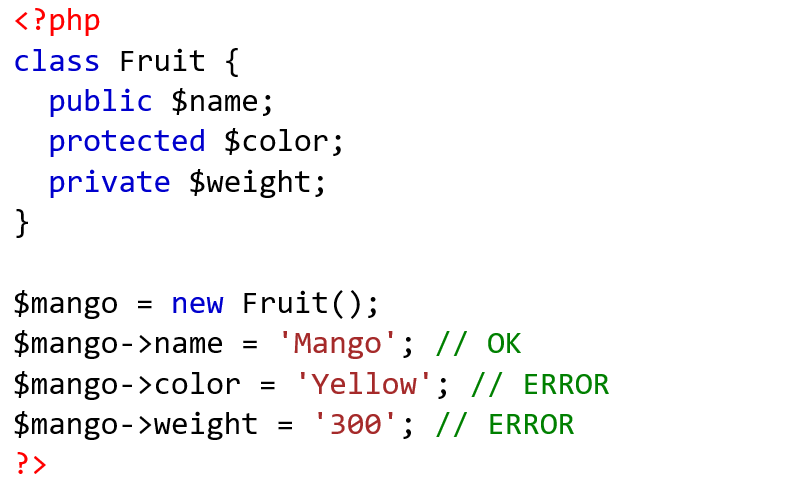 <?php
class Fruit {
  public $name;
  protected $color;
  private $weight;
}

$mango = new Fruit();
$mango->name = 'Mango'; // OK
$mango->color = 'Yellow'; // ERROR
$mango->weight = '300'; // ERROR
?>